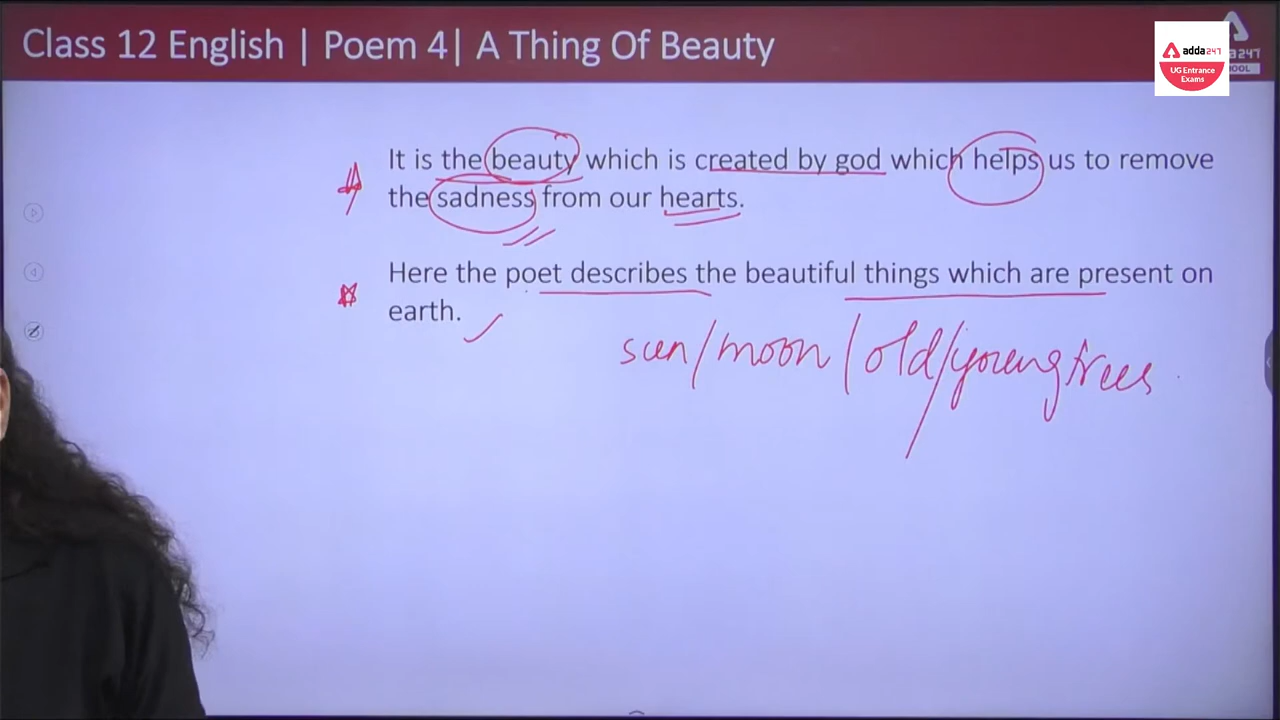 Class 12 English | Poem 4| A Thing Of Beauty
adda247
UG Entrance
Exams
It is the beauty which is created by god which helps us to remove
the sadness from our hearts.
Here the poet describes the beautiful things which are present on
earth.
sun/moon/old/young trees